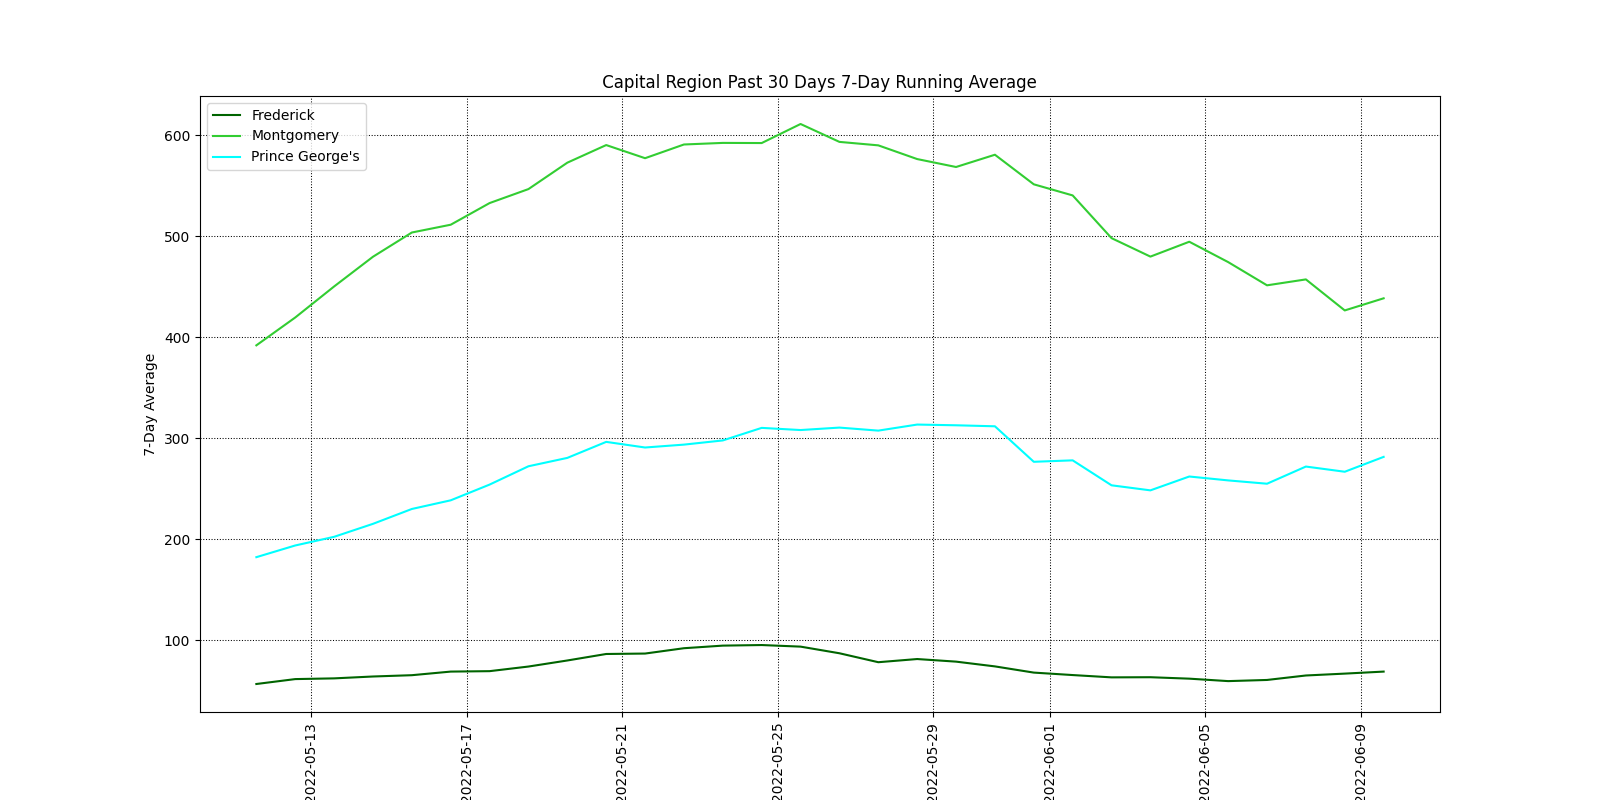 Capital Region Past 30 Days 7-Day Running Average
Frederick
Montgomery
Prince George's
600
500
400
300
200
100
7-Day Average
2022-05-13
2022-05-17
2022-05-21
2022-05-25
2022-05-29
2022-06-01
2022-06-05
2022-06-09